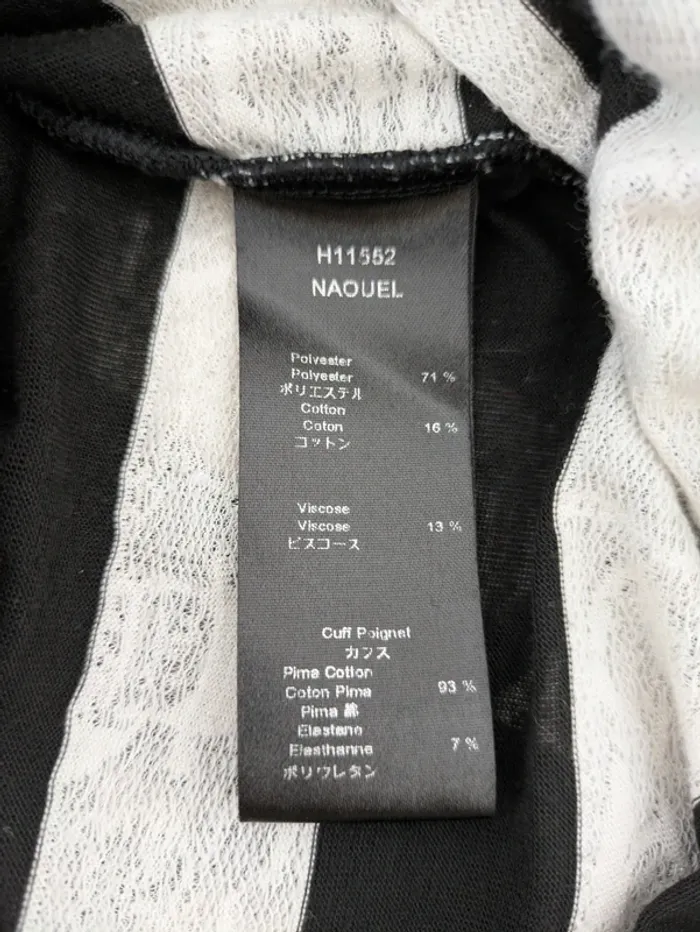 H11552
NAOUEL
Polyester
Polyester 71 %
ポリエステル
Cotton
Coton 16 %
コットン
Viscose
Viscose 13 %
ビスコース
Cuff Poignet
カフス
Pima Cotton
Coton Pima 93 %
Pima 綿
Elastane
Elasthanne 7 %
ポリウレタン